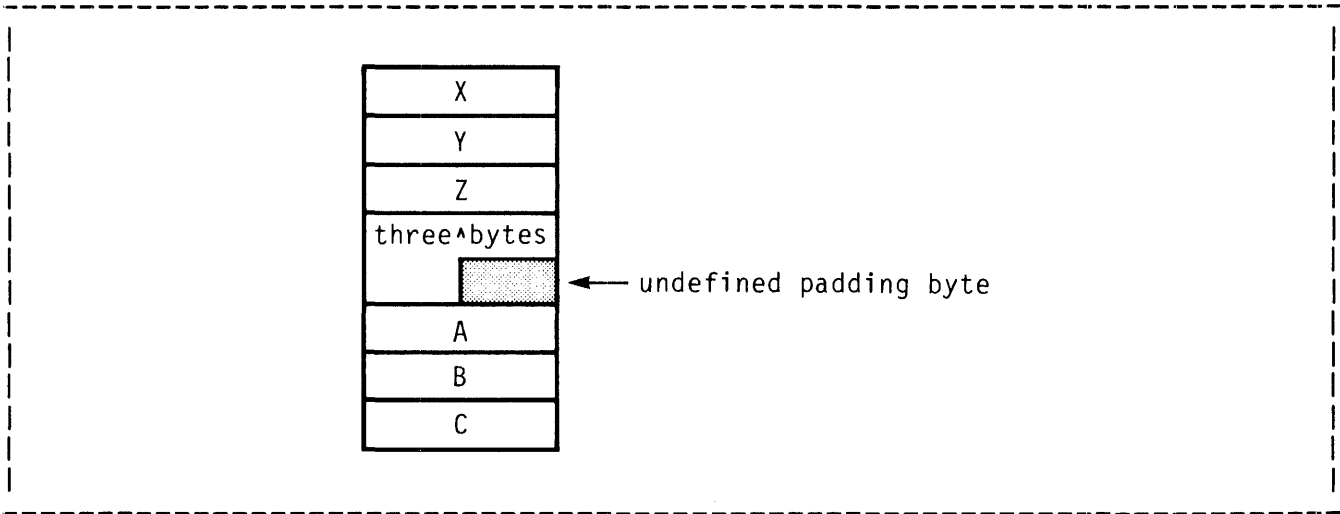 X
Y
Z
three^bytes
undefined padding byte
A
B
C